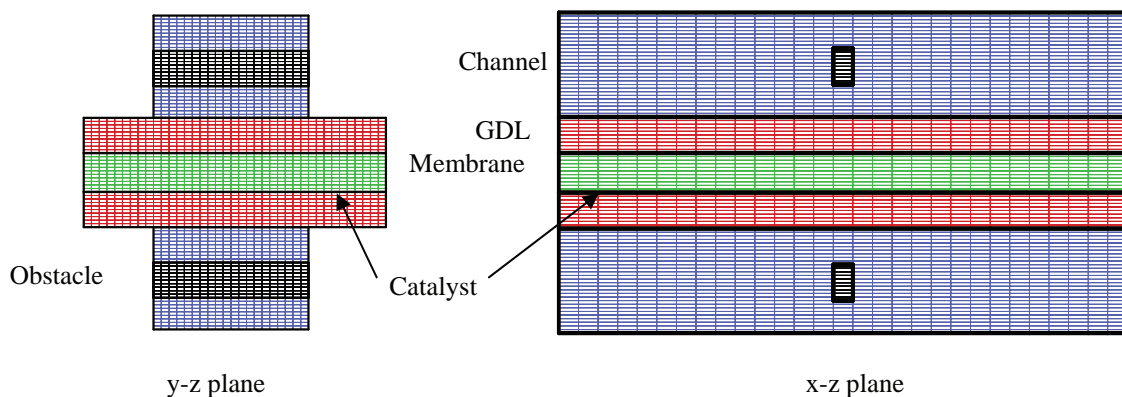 Channel
GDL
Membrane
Obstacle
Catalyst
y-z plane
x-z plane